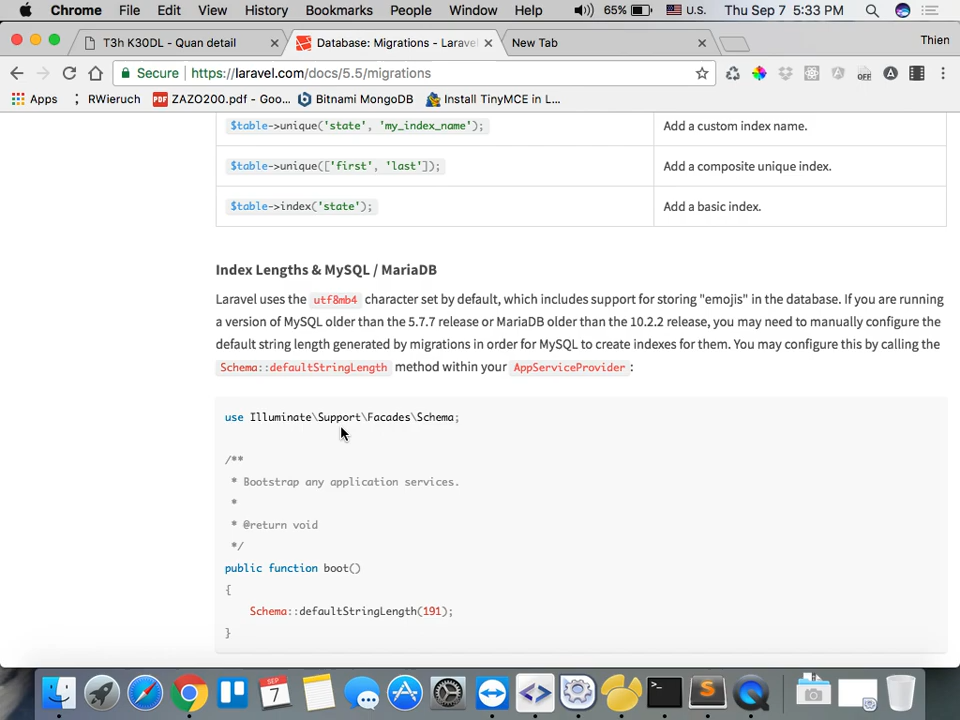 Chrome File Edit View History Bookmarks People Window Help 65% U.S. Thu Sep 7 5:33 PM
T3h K30DL - Quan detail
Database: Migrations - Larave
New Tab
Thien
Secure https://laravel.com/docs/5.5/migrations
OFF
Apps RWieruch ZAZO200.pdf - Goo... Bitnami MongoDB Install TinyMCE in L...
$table->unique('state', 'my_index_name'); Add a custom index name.
$table->unique(['first', 'last']); Add a composite unique index.
$table->index('state'); Add a basic index.
Index Lengths & MySQL / MariaDB
Laravel uses the utf8mb4 character set by default, which includes support for storing "emojis" in the database. If you are running
a version of MySQL older than the 5.7.7 release or MariaDB older than the 10.2.2 release, you may need to manually configure the
default string length generated by migrations in order for MySQL to create indexes for them. You may configure this by calling the
Schema::defaultStringLength method within your AppServiceProvider:
use Illuminate\Support\Facades\Schema;
/**
* Bootstrap any application services.
*
* @return void
*/
public function boot()
{
Schema::defaultStringLength(191);
}
SEP
7